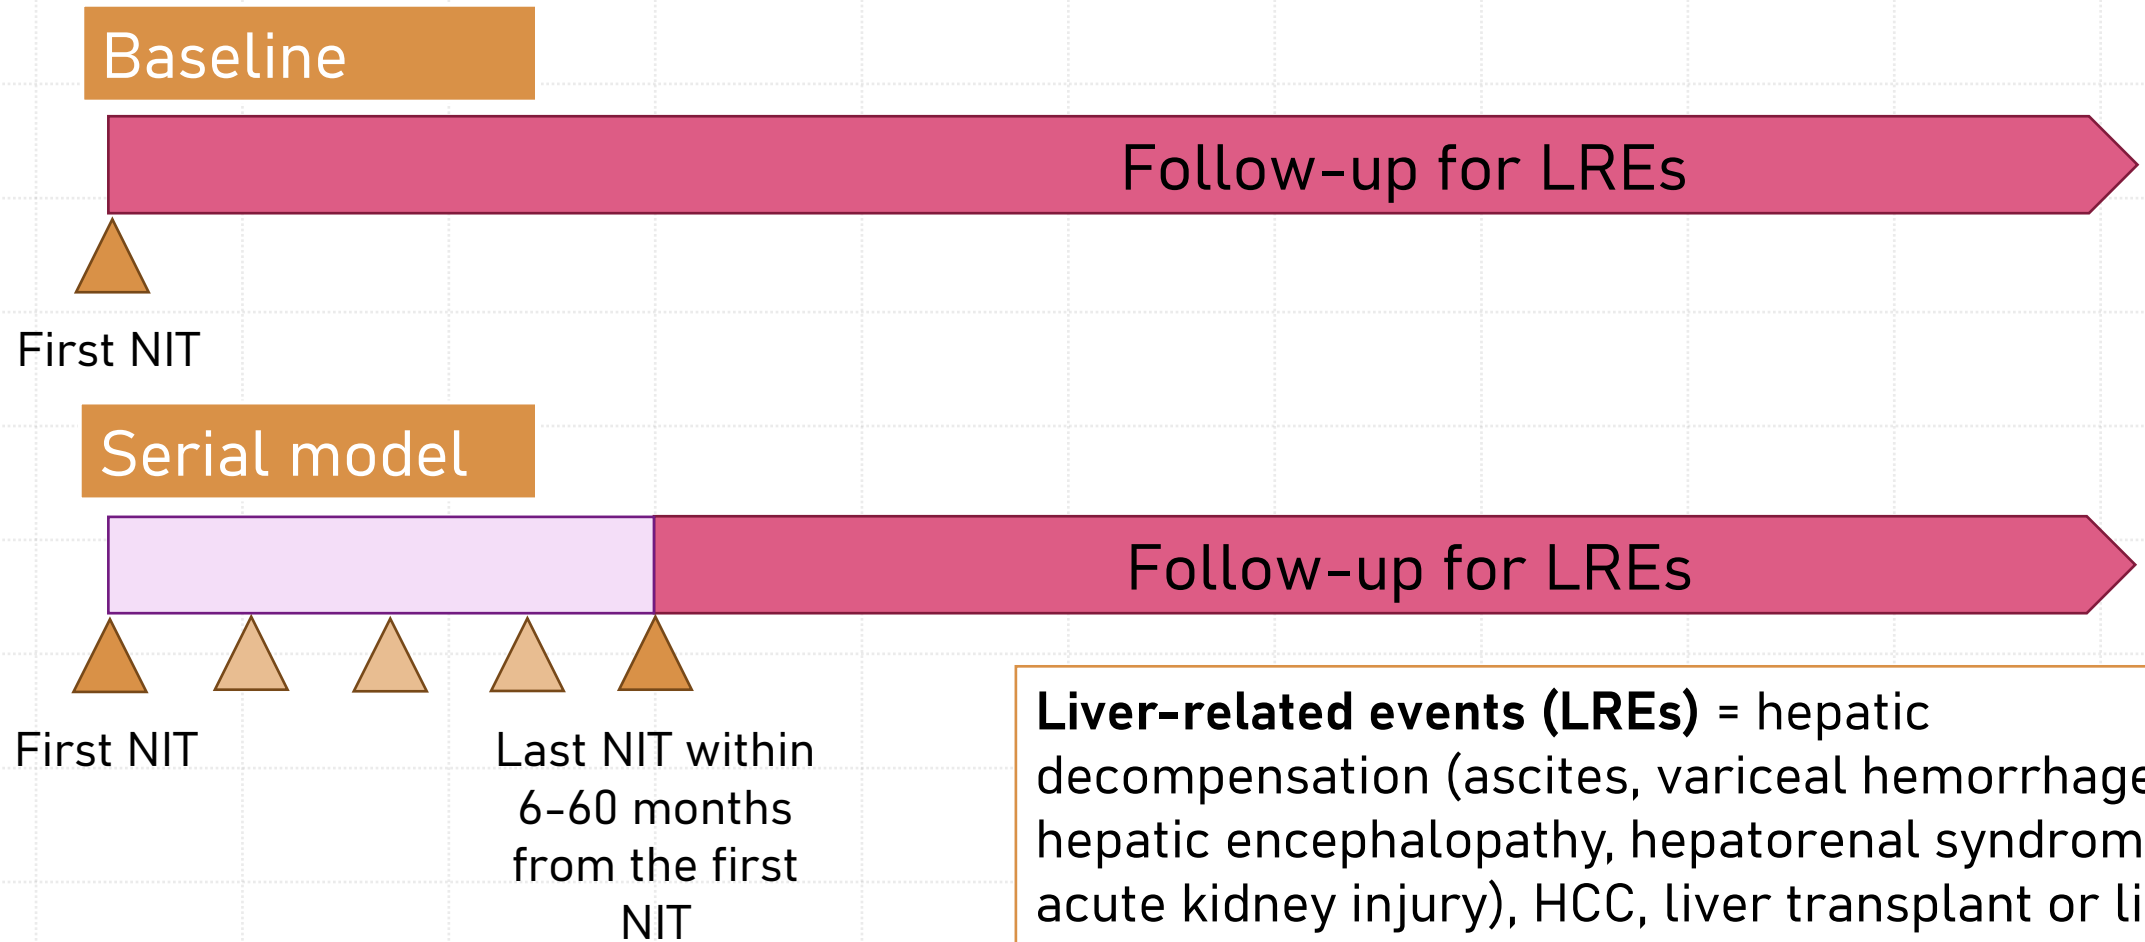 Baseline
Follow-up for LREs
First NIT
Serial model
Follow-up for LREs
First NIT
Last NIT within
6-60 months
from the first
NIT
Liver-related events (LREs) = hepatic
decompensation (ascites, variceal hemorrhage
hepatic encephalopathy, hepatorenal
acute kidney injury), HCC, liver transplant or